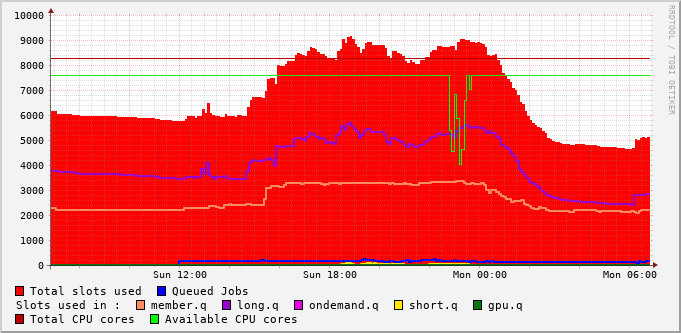 10000
9000
8000
7000
6000
5000
4000
3000
2000
1000
0
Sun 12:00 Sun 18:00 Mon 00:00 Mon 06:00
RRDTOOL / TOBI OETIKER
Total slots used Queued Jobs
Slots used in : member.q long.q ondemand.q short.q gpu.q
Total CPU cores Available CPU cores